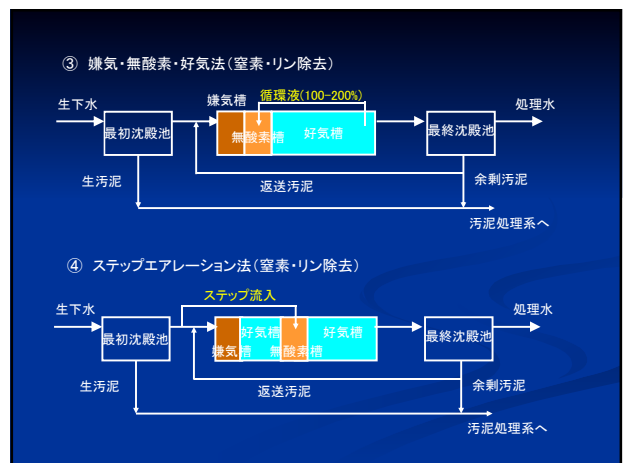 ③ 嫌気・無酸素・好気法(窒素・リン除去)
生下水
最初沈殿池
嫌気槽
循環液(100-200%)
無酸素槽
好気槽
最終沈殿池
処理水
生汚泥
返送汚泥
余剰汚泥
汚泥処理系へ
④ ステップエアレーション法(窒素・リン除去)
生下水
ステップ流入
最初沈殿池
嫌気槽
好気槽
無酸素槽
好気槽
最終沈殿池
処理水
生汚泥
返送汚泥
余剰汚泥
汚泥処理系へ